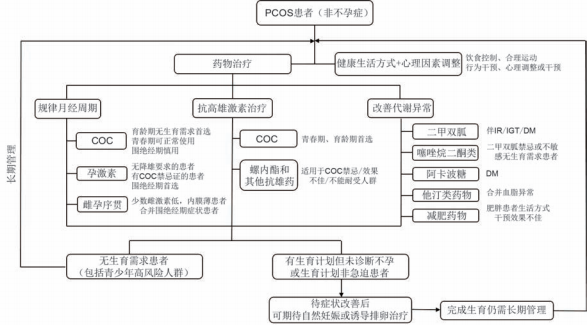 PCOS患者（非不孕症）
药物治疗
健康生活方式+心理因素调整
饮食控制、合理运动
行为干预、心理调整或干预
规律月经周期
抗高雄激素治疗
改善代谢异常
COC
育龄期无生育需求首选
青春期可正常使用
围绝经期慎用
孕激素
无降雄要求的患者
有COC禁忌证的患者
围绝经期首选
雌孕序贯
少数雌激素低，内膜薄患者
合并围绝经期症状患者
COC
青春期、育龄期首选
螺内酯和
其他抗雄药
适用于COC禁忌/效果
不佳/不能耐受人群
二甲双胍
伴IR/IGT/DM
噻唑烷二酮类
二甲双胍禁忌或不敏
感无生育需求患者
阿卡波糖
DM
他汀类药物
合并血脂异常
减肥药物
肥胖患者生活方式
干预效果不佳
长期管理
无生育需求患者
（包括青少年高风险人群）
有生育计划但未诊断不孕
或生育计划非急迫患者
待症状改善后
可期待自然妊娠或诱导排卵治疗
完成生育仍需长期管理